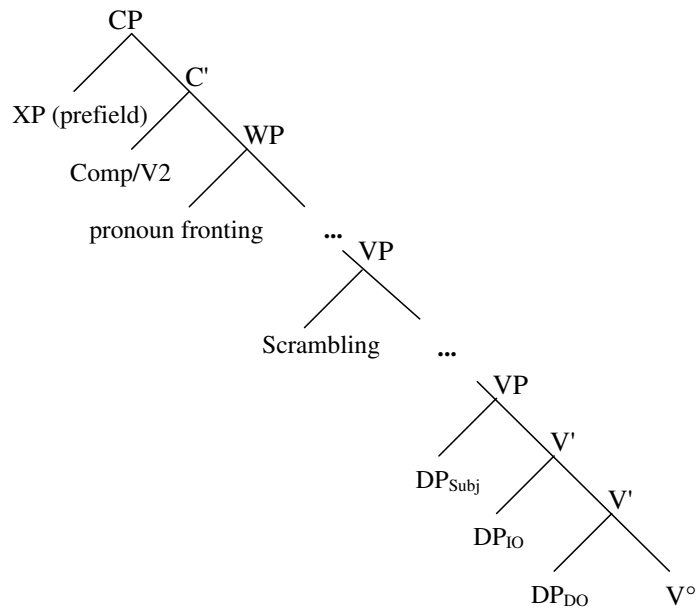 CP
C'
XP (prefield)
WP
Comp/V2
pronoun fronting
...
VP
Scrambling
...
VP
V'
DPSubj
V'
DPIO
DPDO
V°